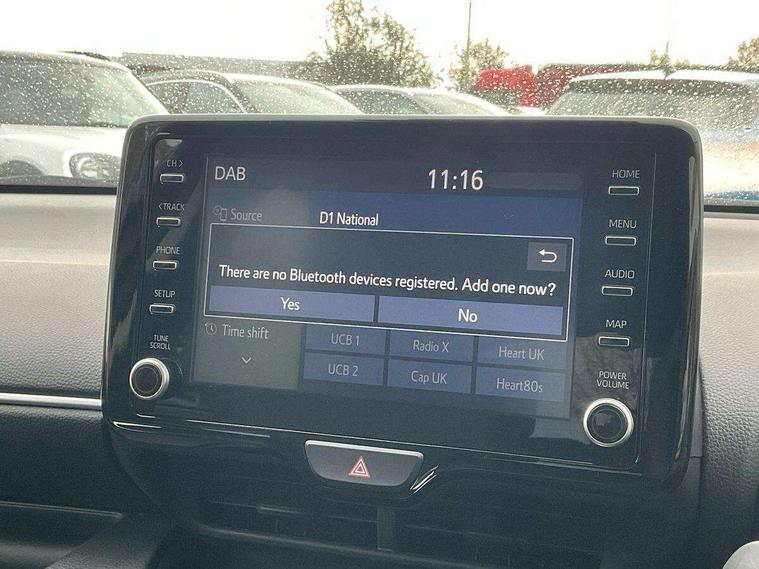 CH >
< TRACK
PHONE
SETUP
TUNE
SCROLL
DAB
11:16
Source
D1 National
There are no Bluetooth devices registered. Add one now?
Yes
No
Time shift
UCB 1
Radio X
Heart UK
UCB 2
Cap UK
Heart80s
HOME
MENU
AUDIO
MAP
POWER
VOLUME